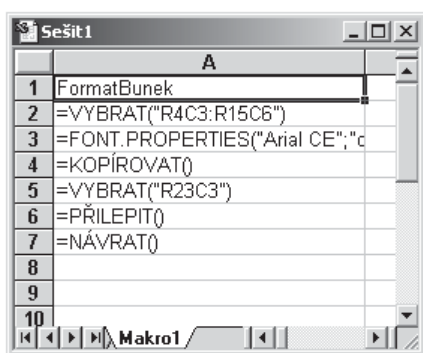 Sešit1
A
1 FormatBunek
2 =VYBRAT("R4C3:R15C6")
3 =FONT.PROPERTIES("Arial CE";"o
4 =KOPÍROVAT()
5 =VYBRAT("R23C3")
6 =PŘILEPIT()
7 =NÁVRAT()
8
9
10
Makro1